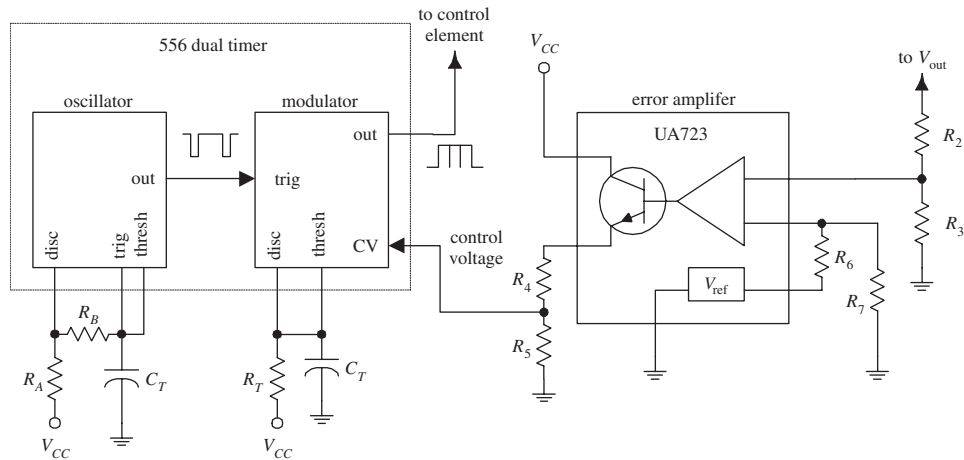 to control
element
556 dual timer
V_CC
to V_out
oscillator
modulator
error amplifer
UA723
out
R_2
out
trig
R_3
disc
trig
thresh
disc
thresh
CV
control
voltage
R_4
V_ref
R_6
R_7
R_B
R_5
R_A
C_T
R_T
C_T
V_CC
V_CC